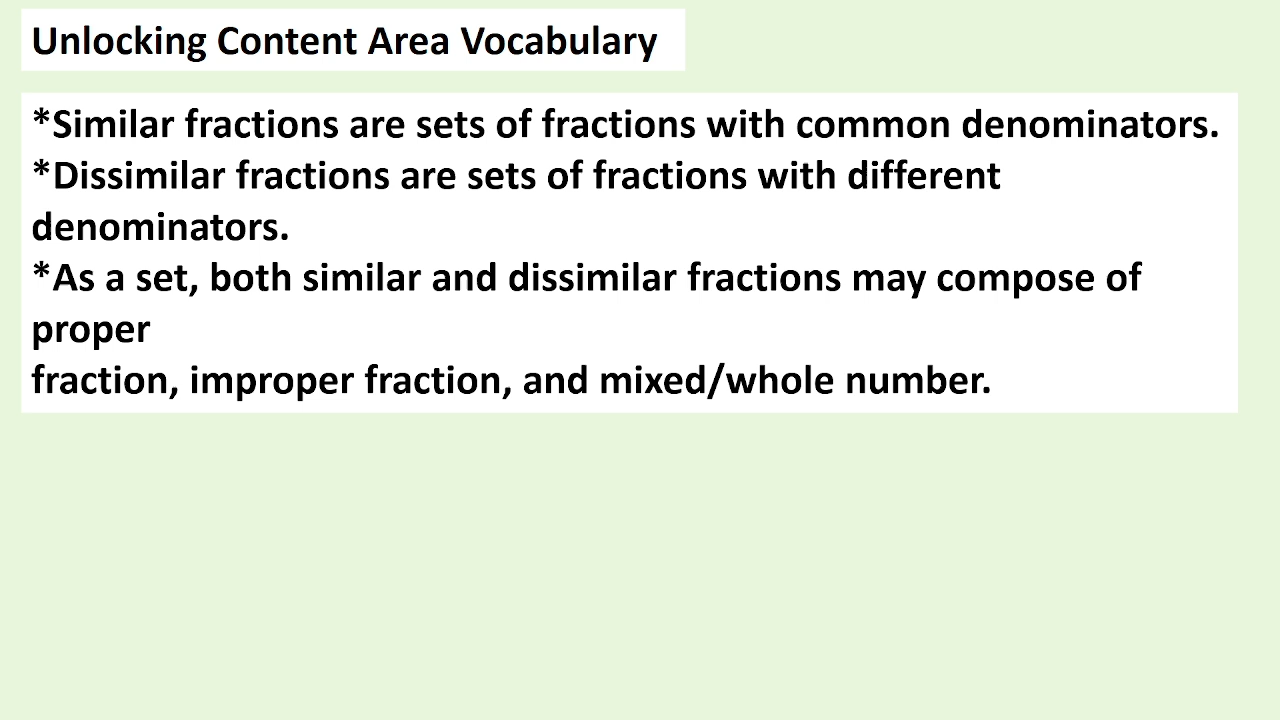 Unlocking Content Area Vocabulary
*Similar fractions are sets of fractions with common denominators.
*Dissimilar fractions are sets of fractions with different
denominators.
*As a set, both similar and dissimilar fractions may compose of
proper
fraction, improper fraction, and mixed/whole number.